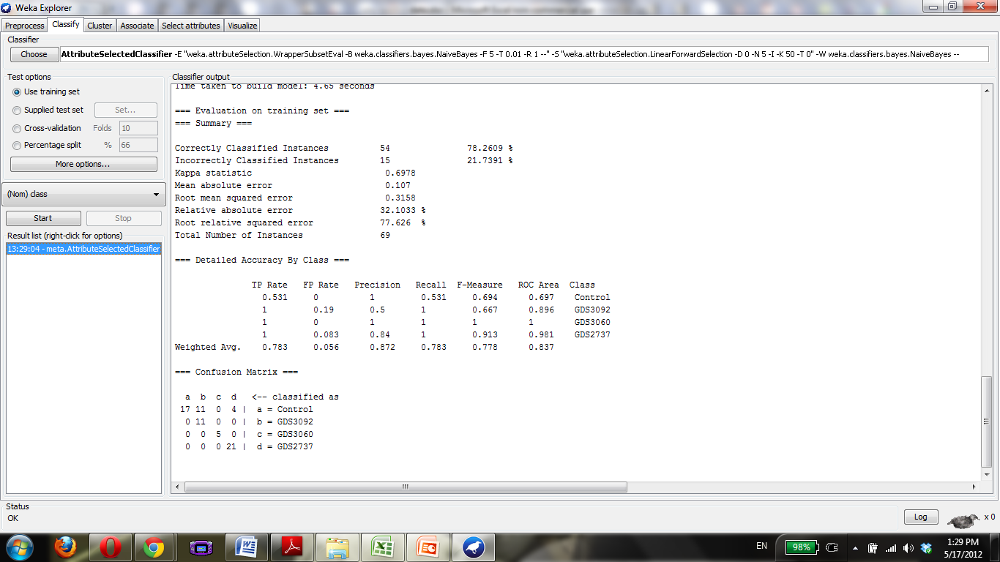 Weka Explorer
Preprocess Classify Cluster Associate Select attributes Visualize
Classifier
Choose AttributeSelectedClassifier -E "weka.attributeSelection.WrapperSubsetEval -B weka.classifiers.bayes.NaiveBayes -F 5 -T 0.01 -R 1 --" -S "weka.attributeSelection.LinearForwardSelection -D 0 -N 5 -I -K 50 -T 0" -W weka.classifiers.bayes.NaiveBayes --
Test options
Use training set
Supplied test set Set...
Cross-validation Folds 10
Percentage split % 66
More options...
(Nom) class
Start Stop
Result list (right-click for options)
13:29:04 - meta.AttributeSelectedClassifier
Classifier output
Time taken to build model: 4.65 seconds
=== Evaluation on training set ===
=== Summary ===
Correctly Classified Instances 54 78.2609 %
Incorrectly Classified Instances 15 21.7391 %
Kappa statistic 0.6978
Mean absolute error 0.107
Root mean squared error 0.3158
Relative absolute error 32.1033 %
Root relative squared error 77.626 %
Total Number of Instances 69
=== Detailed Accuracy By Class ===
TP Rate FP Rate Precision Recall F-Measure ROC Area Class
0.531 0 1 0.531 0.694 0.697 Control
1 0.19 0.5 1 0.667 0.896 GDS3092
1 0 1 1 1 1 GDS3060
1 0.083 0.84 1 0.913 0.981 GDS2737
Weighted Avg. 0.783 0.056 0.872 0.783 0.778 0.837
=== Confusion Matrix ===
a b c d <-- classified as
17 11 0 4 | a = Control
0 11 0 0 | b = GDS3092
0 0 5 0 | c = GDS3060
0 0 0 21 | d = GDS2737
Status
OK
Log x 0
EN 98% 1:29 PM
5/17/2012